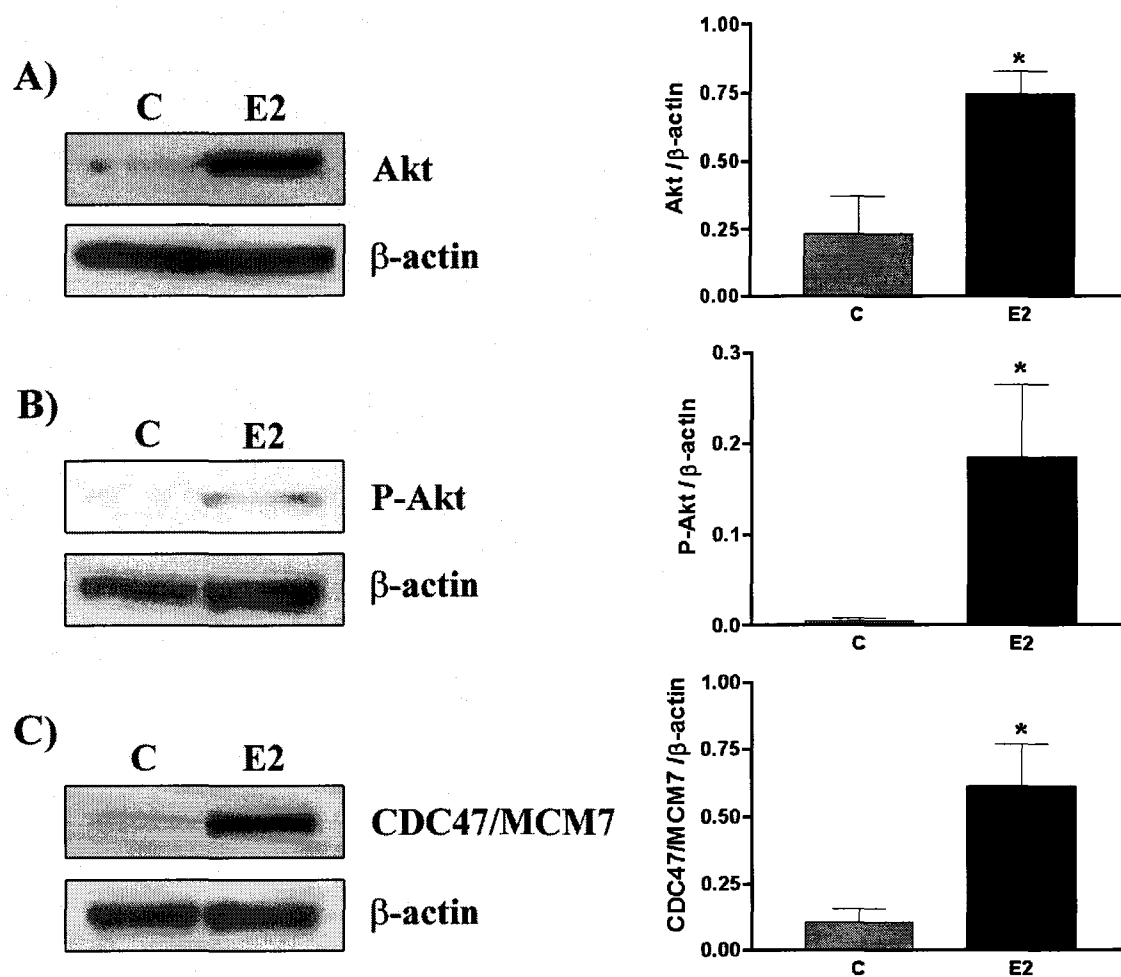 A)
C E2
Akt
β-actin
Akt /β-actin
1.00
0.75
0.50
0.25
0.00
*
C E2
B)
C E2
P-Akt
β-actin
P-Akt / β-actin
0.3
0.2
0.1
0.0
*
C E2
C)
C E2
CDC47/MCM7
β-actin
CDC47/MCM7 /β-actin
1.00
0.75
0.50
0.25
0.00
*
C E2